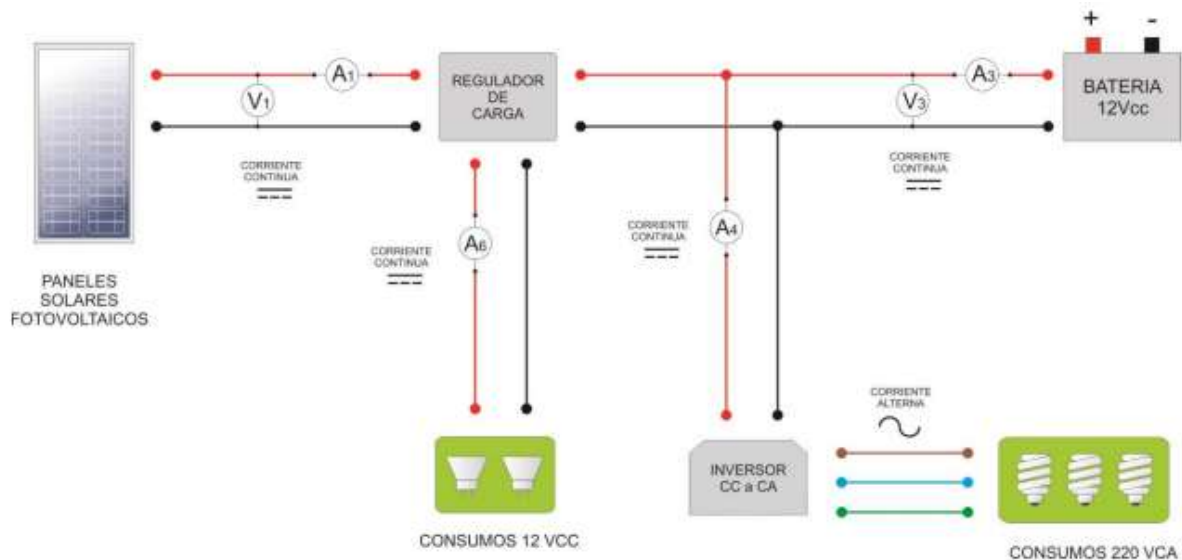 + -
A1
REGULADOR
DE
CARGA
A3
BATERIA
12Vcc
V1
V3
CORRIENTE
CONTINUA
CORRIENTE
CONTINUA
A6
CORRIENTE
CONTINUA
A4
CORRIENTE
CONTINUA
PANELES
SOLARES
FOTOVOLTAICOS
CORRIENTE
ALTERNA
INVERSOR
CC a CA
CONSUMOS 12 VCC
CONSUMOS 220 VCA